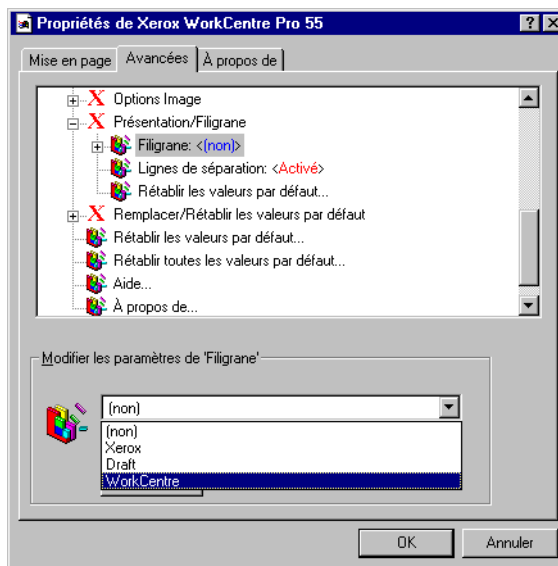 Propriétés de Xerox WorkCentre Pro 55
Mise en page Avancées À propos de
Options Image
Présentation/Filigrane
Filigrane: <(non)>
Lignes de séparation: <Activé>
Rétablir les valeurs par défaut...
Remplacer/Rétablir les valeurs par défaut
Rétablir les valeurs par défaut...
Rétablir toutes les valeurs par défaut...
Aide...
À propos de...
Modifier les paramètres de 'Filigrane'
(non)
(non)
Xerox
Draft
WorkCentre
OK Annuler